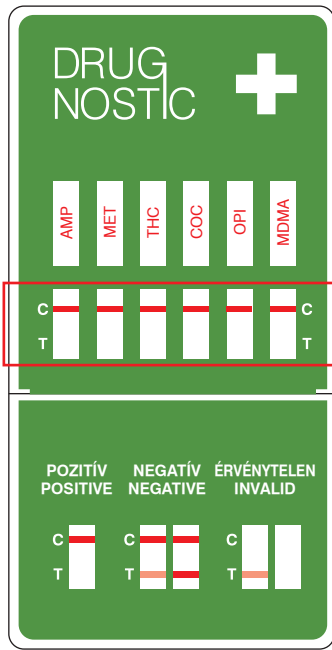 DRUG
NOSTIC
AMP MET THC COC OPI MDMA
C C
T T
POZITÍV NEGATÍV ÉRVÉNYTELEN
POSITIVE NEGATIVE INVALID
C C C
T T T